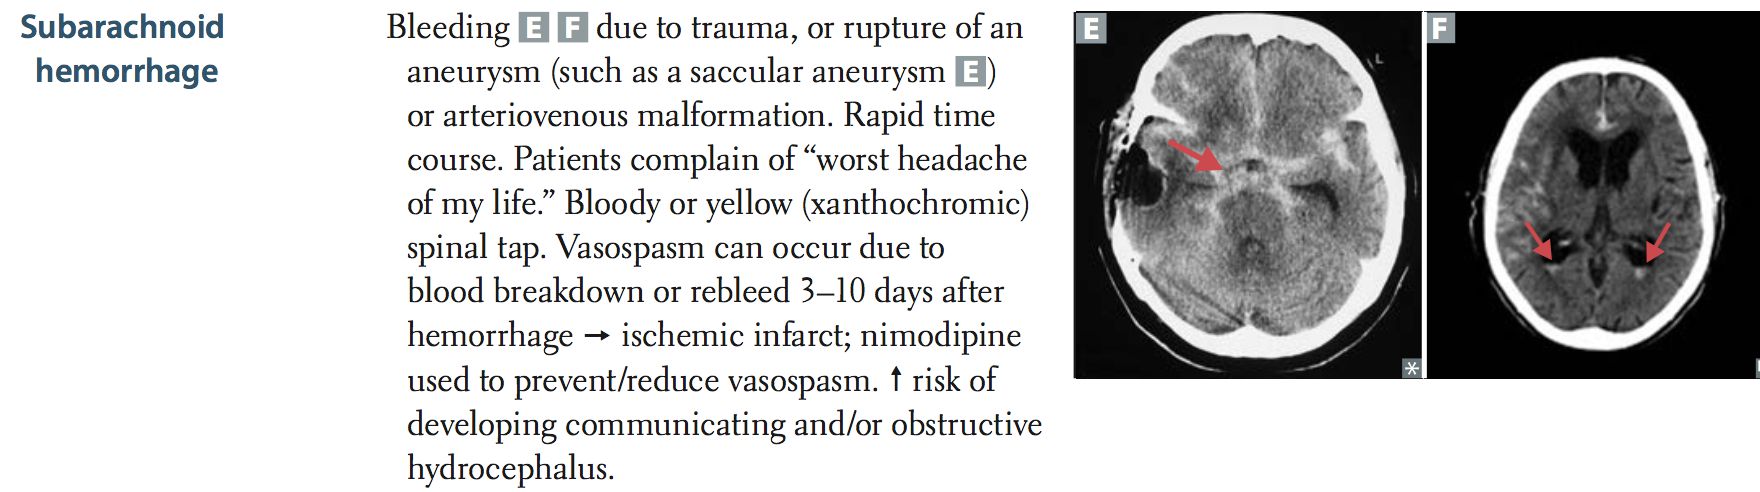 Subarachnoid
hemorrhage
Bleeding E F due to trauma, or rupture of an
aneurysm (such as a saccular aneurysm E)
or arteriovenous malformation. Rapid time
course. Patients complain of “worst headache
of my life.” Bloody or yellow (xanthochromic)
spinal tap. Vasospasm can occur due to
blood breakdown or rebleed 3–10 days after
hemorrhage → ischemic infarct; nimodipine
used to prevent/reduce vasospasm. ↑ risk of
developing communicating and/or obstructive
hydrocephalus.
E
L
*
F